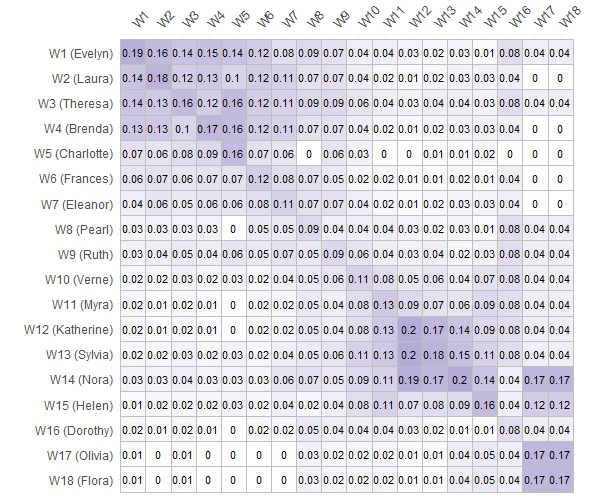 W1 W2 W3 W4 W5 W6 W7 W8 W9 W10 W11 W12 W13 W14 W15 W16 W17 W18
W1 (Evelyn) 0.19 0.16 0.14 0.15 0.14 0.12 0.08 0.09 0.07 0.04 0.04 0.03 0.02 0.03 0.01 0.08 0.04 0.04
W2 (Laura) 0.14 0.18 0.12 0.13 0.1 0.12 0.11 0.07 0.07 0.04 0.02 0.01 0.02 0.03 0.03 0.04 0 0
W3 (Theresa) 0.14 0.13 0.16 0.12 0.16 0.12 0.11 0.09 0.09 0.06 0.04 0.03 0.04 0.04 0.03 0.08 0.04 0.04
W4 (Brenda) 0.13 0.13 0.1 0.17 0.16 0.12 0.11 0.07 0.07 0.04 0.02 0.01 0.02 0.03 0.03 0.04 0 0
W5 (Charlotte) 0.07 0.06 0.08 0.09 0.16 0.07 0.06 0 0.06 0.03 0 0 0.01 0.01 0.02 0 0 0
W6 (Frances) 0.06 0.07 0.06 0.07 0.07 0.12 0.08 0.07 0.05 0.02 0.02 0.01 0.01 0.02 0.01 0.04 0 0
W7 (Eleanor) 0.04 0.06 0.05 0.06 0.06 0.08 0.11 0.07 0.07 0.04 0.02 0.01 0.02 0.03 0.03 0.04 0 0
W8 (Pearl) 0.03 0.03 0.03 0.03 0 0.05 0.05 0.09 0.04 0.04 0.04 0.03 0.02 0.03 0.01 0.08 0.04 0.04
W9 (Ruth) 0.03 0.04 0.05 0.04 0.06 0.05 0.07 0.05 0.09 0.06 0.04 0.03 0.04 0.04 0.03 0.08 0.04 0.04
W10 (Verne) 0.02 0.02 0.03 0.02 0.03 0.02 0.04 0.05 0.06 0.11 0.08 0.05 0.06 0.04 0.07 0.08 0.04 0.04
W11 (Myra) 0.02 0.01 0.02 0.01 0 0.02 0.02 0.05 0.04 0.08 0.13 0.09 0.07 0.06 0.09 0.08 0.04 0.04
W12 (Katherine) 0.02 0.01 0.02 0.01 0 0.02 0.02 0.05 0.04 0.08 0.13 0.2 0.17 0.14 0.09 0.08 0.04 0.04
W13 (Sylvia) 0.02 0.02 0.03 0.02 0.03 0.02 0.04 0.05 0.06 0.11 0.13 0.2 0.18 0.15 0.11 0.08 0.04 0.04
W14 (Nora) 0.03 0.03 0.04 0.03 0.03 0.03 0.06 0.07 0.05 0.09 0.11 0.19 0.17 0.2 0.14 0.04 0.17 0.17
W15 (Helen) 0.01 0.02 0.02 0.02 0.03 0.02 0.04 0.02 0.04 0.08 0.11 0.07 0.08 0.09 0.16 0.04 0.12 0.12
W16 (Dorothy) 0.02 0.01 0.02 0.01 0 0.02 0.02 0.05 0.04 0.04 0.04 0.03 0.02 0.01 0.01 0.08 0.04 0.04
W17 (Olivia) 0.01 0 0.01 0 0 0 0 0.03 0.02 0.02 0.02 0.01 0.01 0.04 0.05 0.04 0.17 0.17
W18 (Flora) 0.01 0 0.01 0 0 0 0 0.03 0.02 0.02 0.02 0.01 0.01 0.04 0.05 0.04 0.17 0.17